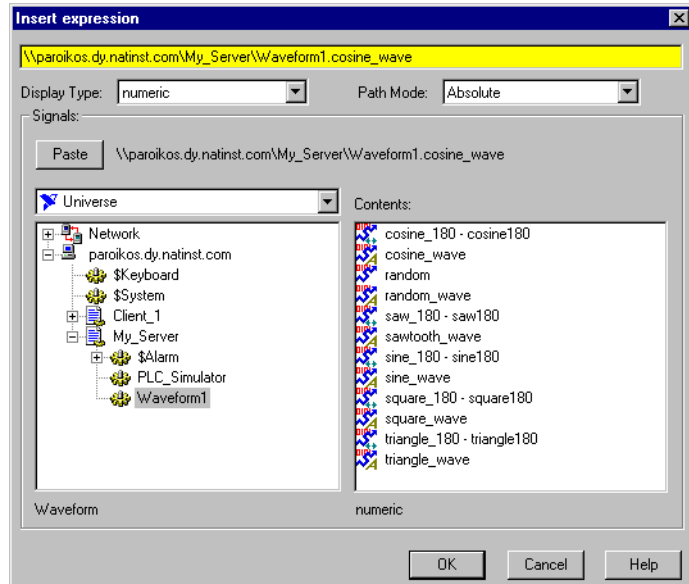 Insert expression
\\paroikos.dy.natinst.com\My_Server\Waveform1.cosine_wave
Display Type: numeric Path Mode: Absolute
Signals:
Paste \\paroikos.dy.natinst.com\My_Server\Waveform1.cosine_wave
Universe
Contents:
Network
paroikos.dy.natinst.com
$Keyboard
$System
Client_1
My_Server
$Alarm
PLC_Simulator
Waveform1
cosine_180 - cosine180
cosine_wave
random
random_wave
saw_180 - saw180
sawtooth_wave
sine_180 - sine180
sine_wave
square_180 - square180
square_wave
triangle_180 - triangle180
triangle_wave
Waveform
numeric
OK Cancel Help